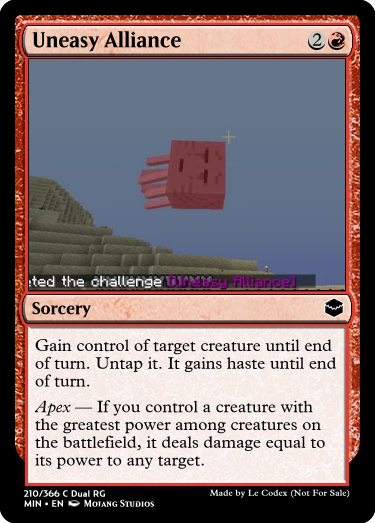 Uneasy Alliance 2
ted the challenge [Uneasy Alliance]
Sorcery
Gain control of target creature until end
of turn. Untap it. It gains haste until end
of turn.
Apex — If you control a creature with
the greatest power among creatures on
the battlefield, it deals damage equal to
its power to any target.
210/366 C Dual RG
MIN • EN Mojang Studios
Made by Le Codex (Not For Sale)